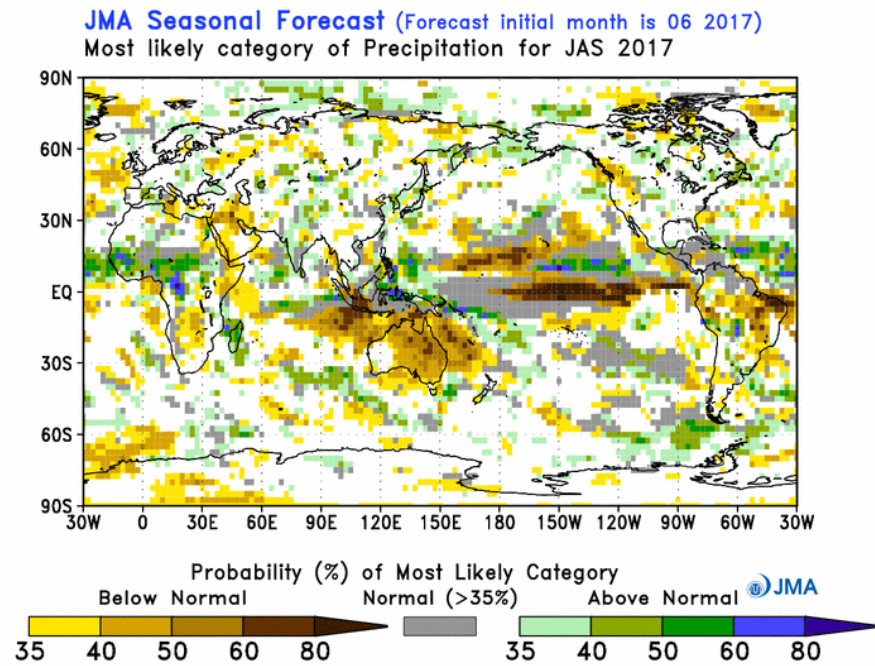 JMA Seasonal Forecast (Forecast initial month is 06 2017)
Most likely category of Precipitation for JAS 2017
90N
60N
30N
EQ
30S
60S
90S
30W 0 30E 60E 90E 120E 150E 180 150W 120W 90W 60W 30W
Probability (%) of Most Likely Category
JMA
Below Normal Normal (>35%) Above Normal
35 40 50 60 80 35 40 50 60 80